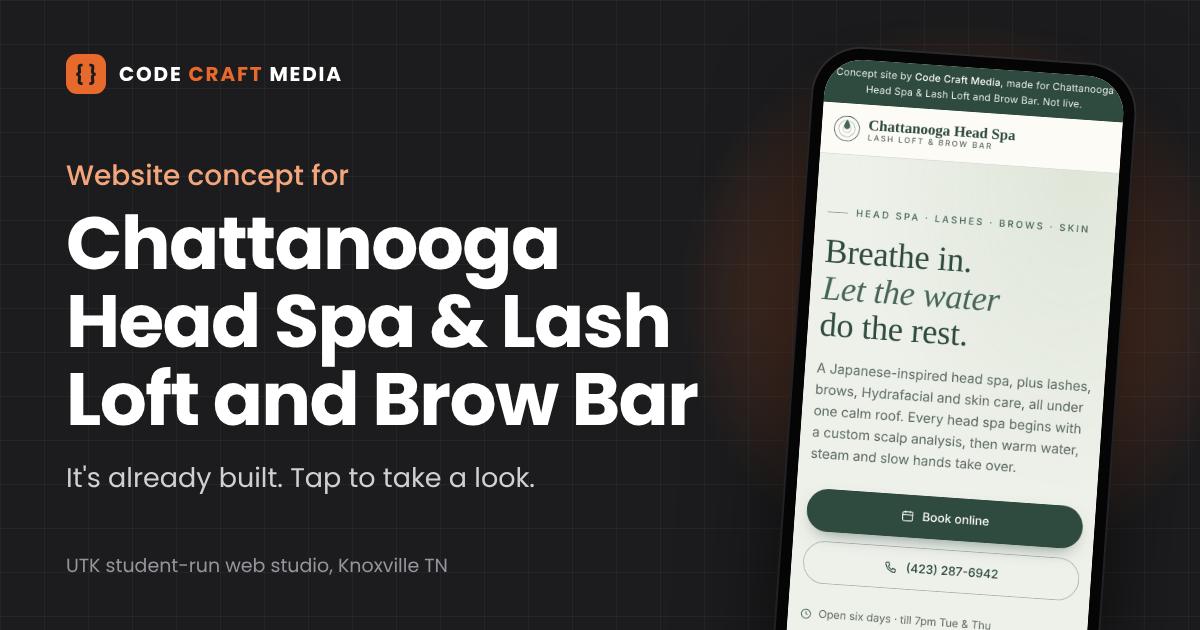 { } CODE CRAFT MEDIA
Website concept for
Chattanooga
Head Spa & Lash
Loft and Brow Bar
It's already built. Tap to take a look.
UTK student-run web studio, Knoxville TN
Concept site by Code Craft Media, made for Chattanooga
Head Spa & Lash Loft and Brow Bar. Not live.
Chattanooga Head Spa
LASH LOFT & BROW BAR
HEAD SPA · LASHES · BROWS · SKIN
Breathe in.
Let the water
do the rest.
A Japanese-inspired head spa, plus lashes,
brows, Hydrafacial and skin care, all under
one calm roof. Every head spa begins with
a custom scalp analysis, then warm water,
steam and slow hands take over.
Book online
(423) 287-6942
Open six days · till 7pm Tue & Thu